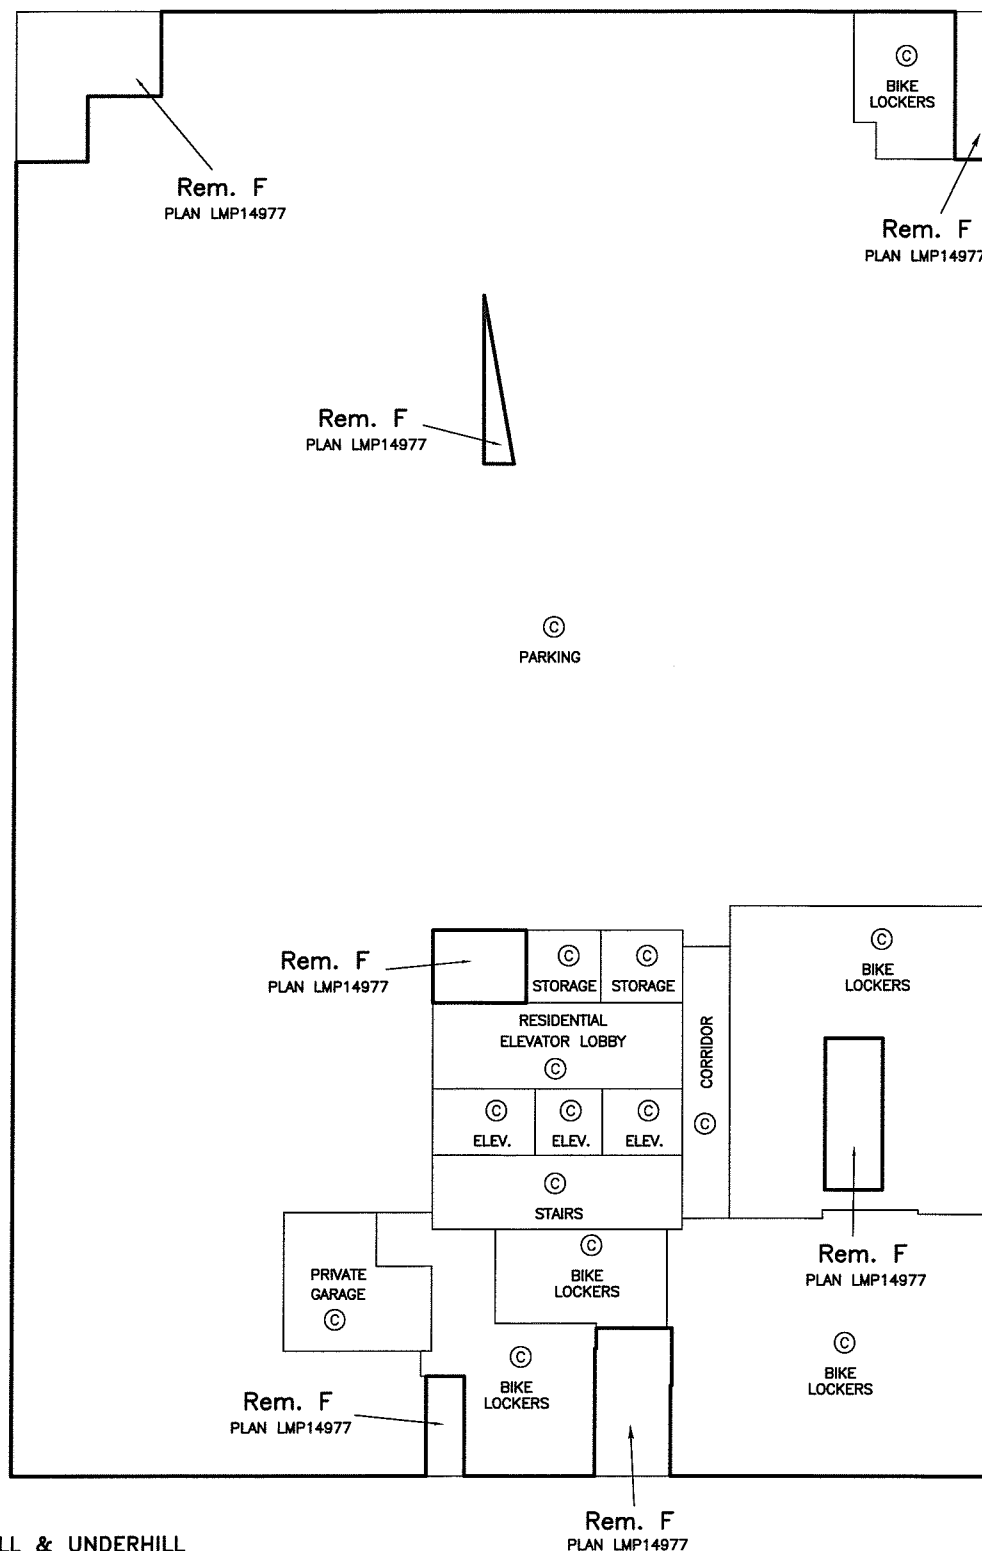 Ⓒ
BIKE
LOCKERS
Rem. F
PLAN LMP14977
Rem. F
PLAN LMP14977
Rem. F
PLAN LMP14977
Ⓒ
PARKING
Rem. F
PLAN LMP14977
Ⓒ
STORAGE
Ⓒ
STORAGE
Ⓒ
BIKE
LOCKERS
RESIDENTIAL
ELEVATOR LOBBY
Ⓒ
CORRIDOR
Ⓒ
Ⓒ
ELEV.
Ⓒ
ELEV.
Ⓒ
ELEV.
Ⓒ
STAIRS
Ⓒ
BIKE
LOCKERS
Rem. F
PLAN LMP14977
PRIVATE
GARAGE
Ⓒ
Ⓒ
BIKE
LOCKERS
Ⓒ
BIKE
LOCKERS
Rem. F
PLAN LMP14977
Rem. F
PLAN LMP14977
LL & UNDERHILL